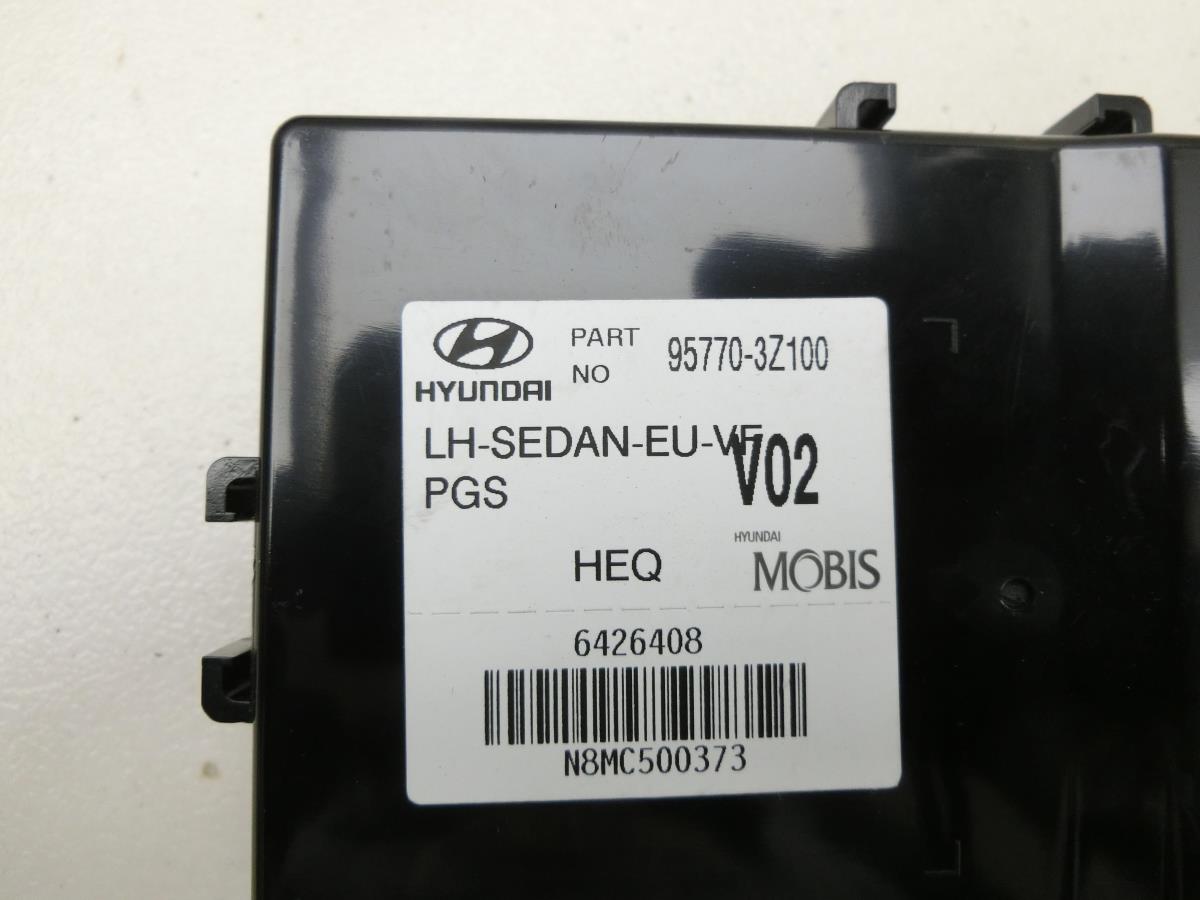 HYUNDAI
PART NO
95770-3Z100
LH-SEDAN-EU-VF
V02
PGS
HEQ
HYUNDAI
MOBIS
6426408
N8MC500373